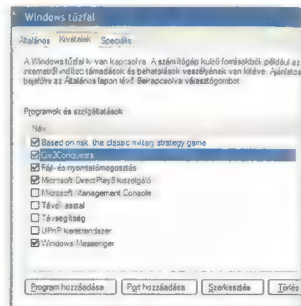 Windows tűzfal
Általános Kivételek Speciális
A Windows tűzfal ki van kapcsolva. A számítógép külső forrásokból, például az
internetről indított támadások és behatolások veszélyének van kitéve. Ajánlatos
bejelölni az Általános lapon lévő Bekapcsolva választógombot.
Programok és szolgáltatások
Név
Based on risk, the classic military strategy game
Civ3Conquests
Fájl- és nyomtatómegosztás
Microsoft DirectPlay8 kiszolgáló
Microsoft Management Console
Távoli asztal
Távsegítség
UPnP keretrendszer
Windows Messenger
Program hozzáadása Port hozzáadása Szerkesztés Törlés